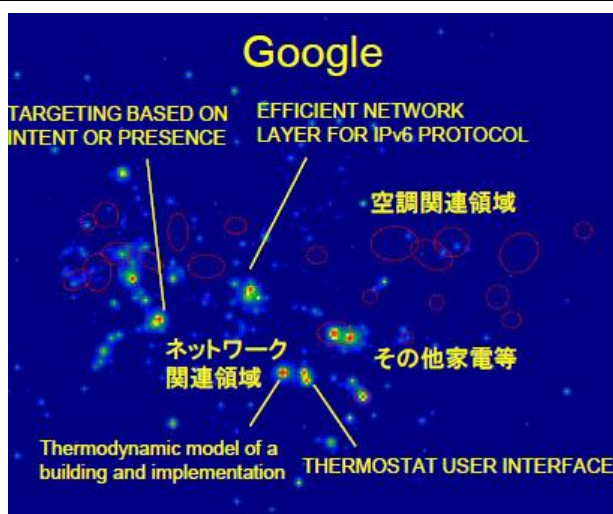 Google
TARGETING BASED ON
INTENT OR PRESENCE
EFFICIENT NETWORK
LAYER FOR IPv6 PROTOCOL
空調関連領域
ネットワーク
関連領域
その他家電等
Thermodynamic model of a
building and implementation
THERMOSTAT USER INTERFACE